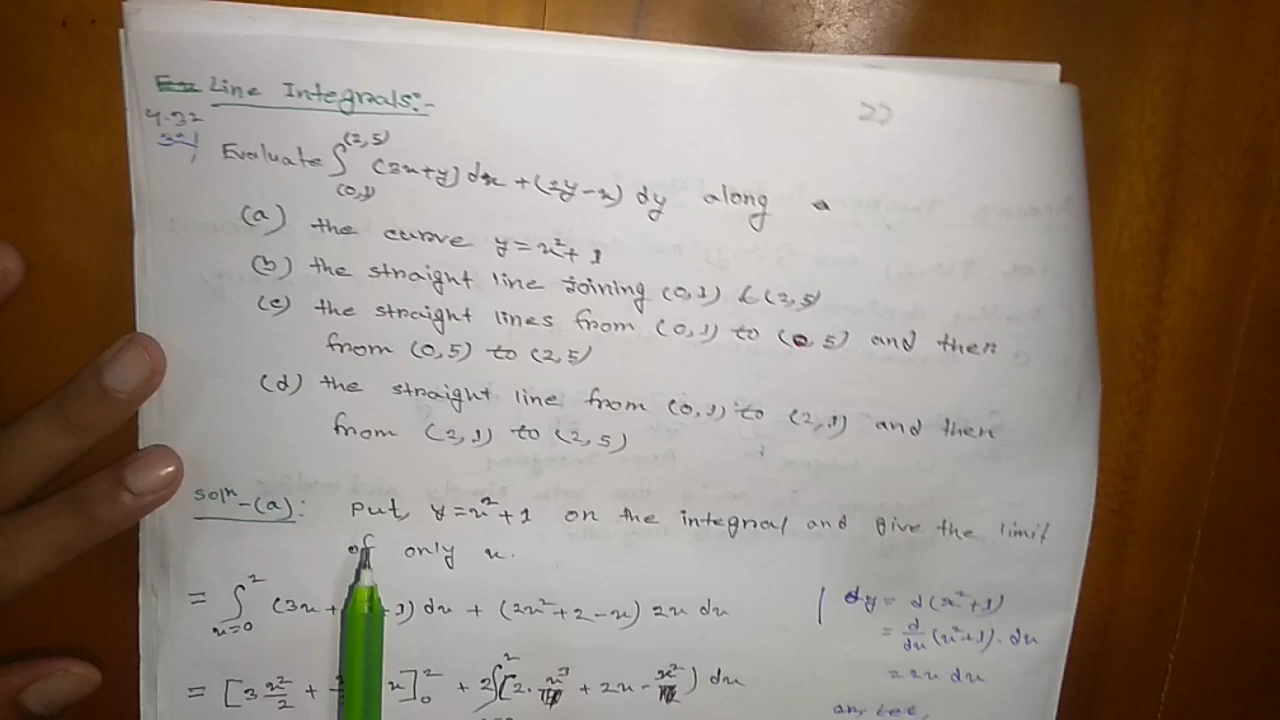 Line Integrals:-
27
4.32
32)
Evaluate ∫_(0,1)^(2,5) (3x+y) dx + (2y-x) dy along
(a) the curve y = x²+1
(b) the straight line joining (0,1) & (2,5)
(c) the straight lines from (0,1) to (0,5) and then
from (0,5) to (2,5)
(d) the straight line from (0,1) to (2,1) and then
from (2,1) to (2,5)
Solⁿ-(a): Put y = x²+1 on the integral and give the limit
of only x.
= ∫_x=0^2 (3x+ 1) dx + (2x²+2-x) 2x dx
| dy = d(x²+1)
= d/dx (x²+1). dx
= 2x dx
= [3 x²/2 + x]₀² + 2∫^2 [2. x³ + 2x - x²) dx